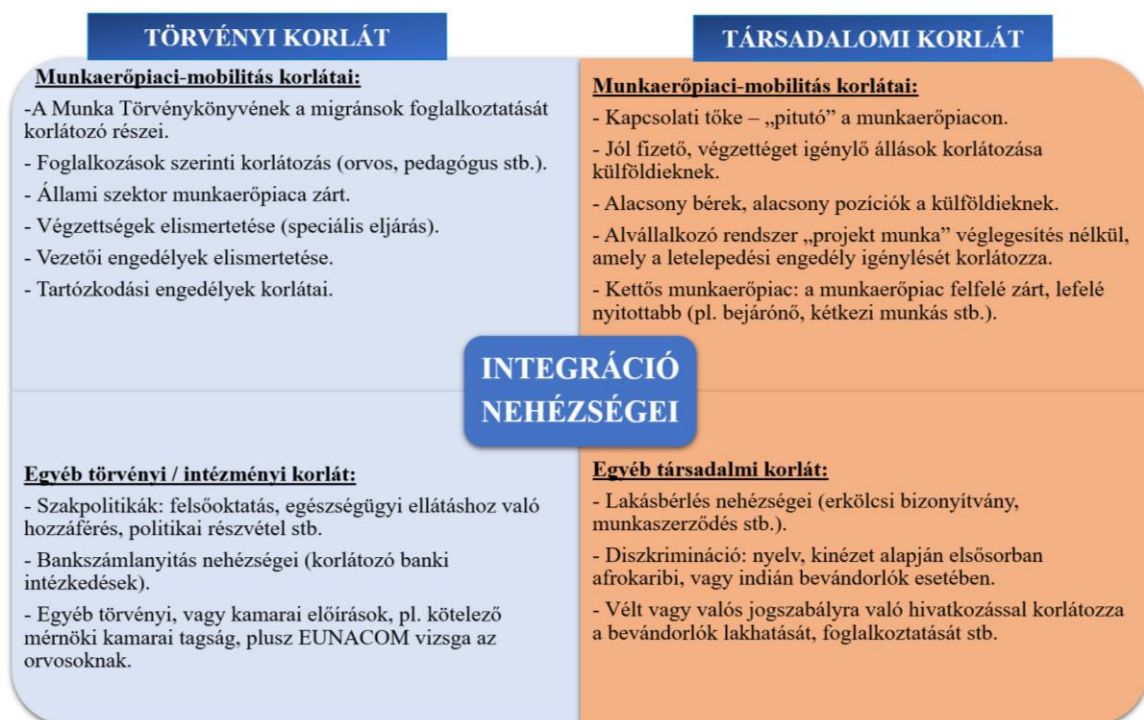 TÖRVÉNYI KORLÁT
Munkaerőpiaci-mobilitás korlátai:
-A Munka Törvénykönyvének a migránsok foglalkoztatását
korlátozó részei.
- Foglalkozások szerinti korlátozás (orvos, pedagógus stb.).
- Állami szektor munkaerőpiaca zárt.
- Végzettségek elismertetése (speciális eljárás).
- Vezetői engedélyek elismertetése.
- Tartózkodási engedélyek korlátai.
TÁRSADALOMI KORLÁT
Munkaerőpiaci-mobilitás korlátai:
- Kapcsolati tőke – „pitutó” a munkaerőpiacon.
- Jól fizető, végzettéget igénylő állások korlátozása
külföldieknek.
- Alacsony bérek, alacsony pozíciók a külföldieknek.
- Alvállalkozó rendszer „projekt munka” véglegesítés nélkül,
amely a letelepedési engedély igénylését korlátozza.
- Kettős munkaerőpiac: a munkaerőpiac felfelé zárt, lefelé
nyitottabb (pl. bejárónő, kétkezi munkás stb.).
INTEGRÁCIÓ
NEHÉZSÉGEI
Egyéb törvényi / intézményi korlát:
- Szakpolitikák: felsőoktatás, egészségügyi ellátáshoz való
hozzáférés, politikai részvétel stb.
- Bankszámlanyitás nehézségei (korlátozó banki
intézkedések).
- Egyéb törvényi, vagy kamarai előírások, pl. kötelező
mérnöki kamarai tagság, plusz EUNACOM vizsga az
orvosoknak.
Egyéb társadalmi korlát:
- Lakásbérlés nehézségei (erkölcsi bizonyítvány,
munkaszerződés stb.).
- Diszkrimináció: nyelv, kinézet alapján elsősorban
afrokaribi, vagy indián bevándorlók esetében.
- Vélt vagy valós jogszabályra való hivatkozással korlátozza
a bevándorlók lakhatását, foglalkoztatását stb.